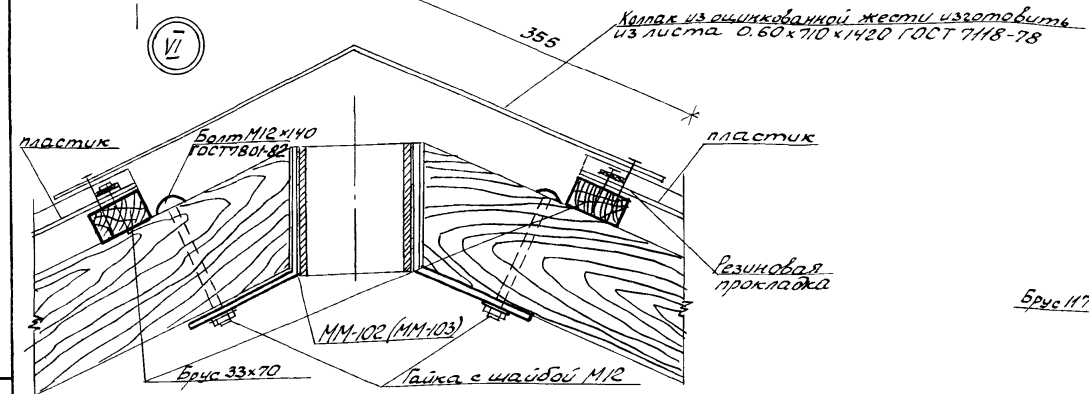 VI
355
Колпак из оцинкованной жести изготовить
из листа 0.60×710×1420 ГОСТ 7118-78
пластик
Болт М12×140
ГОСТ7801-82
пластик
Резиновая
прокладка
Брус 117
ММ-102 (ММ-103)
Брус 33×70
Гайка с шайбой М12